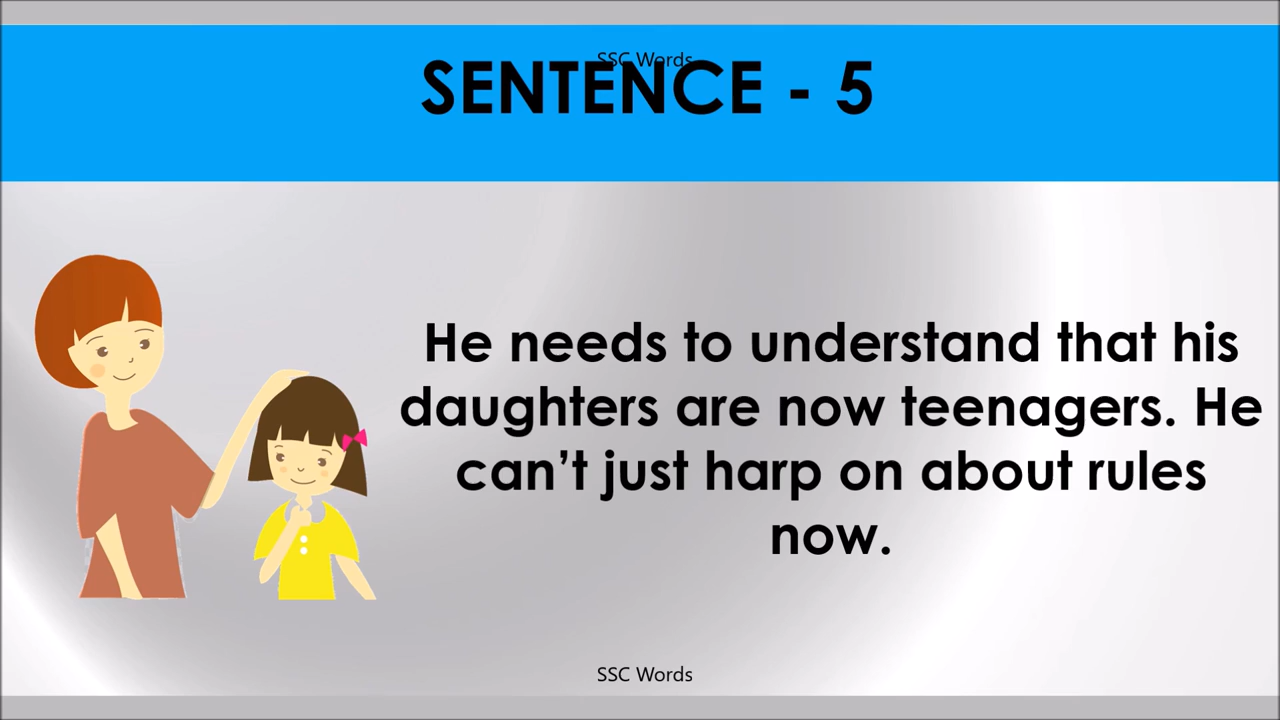 SSC Words
SENTENCE - 5
He needs to understand that his
daughters are now teenagers. He
can’t just harp on about rules
now.
SSC Words